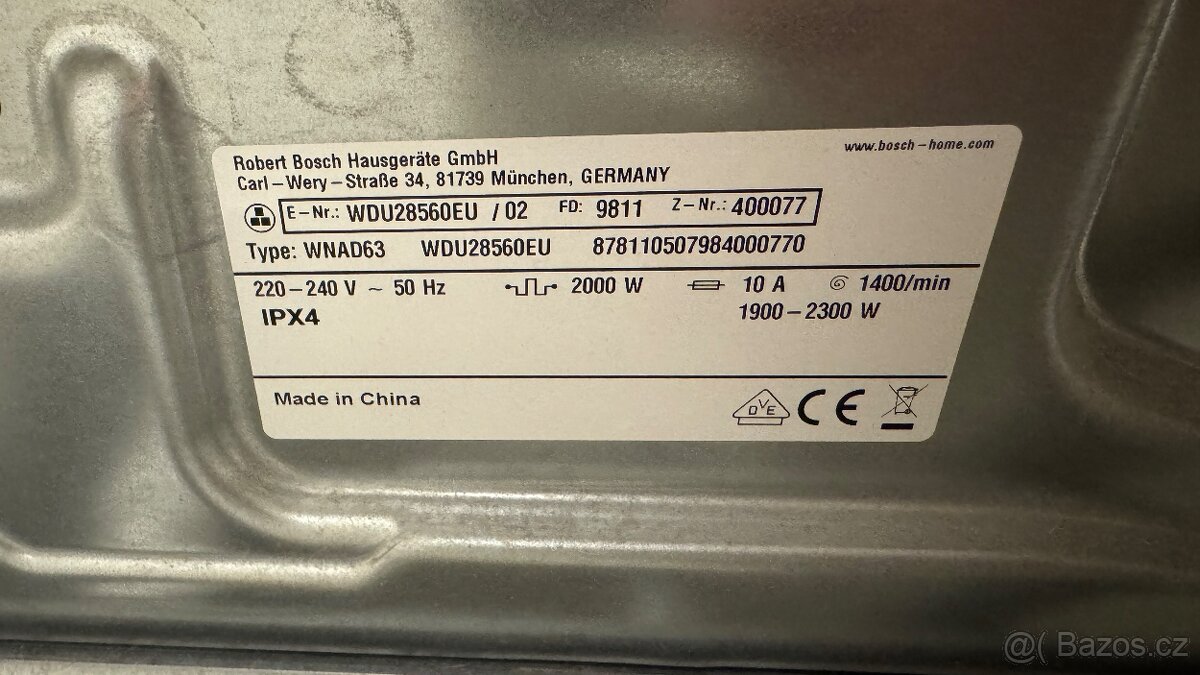 Robert Bosch Hausgeräte GmbH
www.bosch-home.com
Carl-Wery-Straße 34, 81739 München, GERMANY
E-Nr.: WDU28560EU / 02 FD: 9811 Z-Nr.: 400077
Type: WNAD63 WDU28560EU 878110507984000770
220-240 V ~ 50 Hz 2000 W 10 A 1400/min
IPX4 1900-2300 W
Made in China
OVE CE
@( Bazos.cz